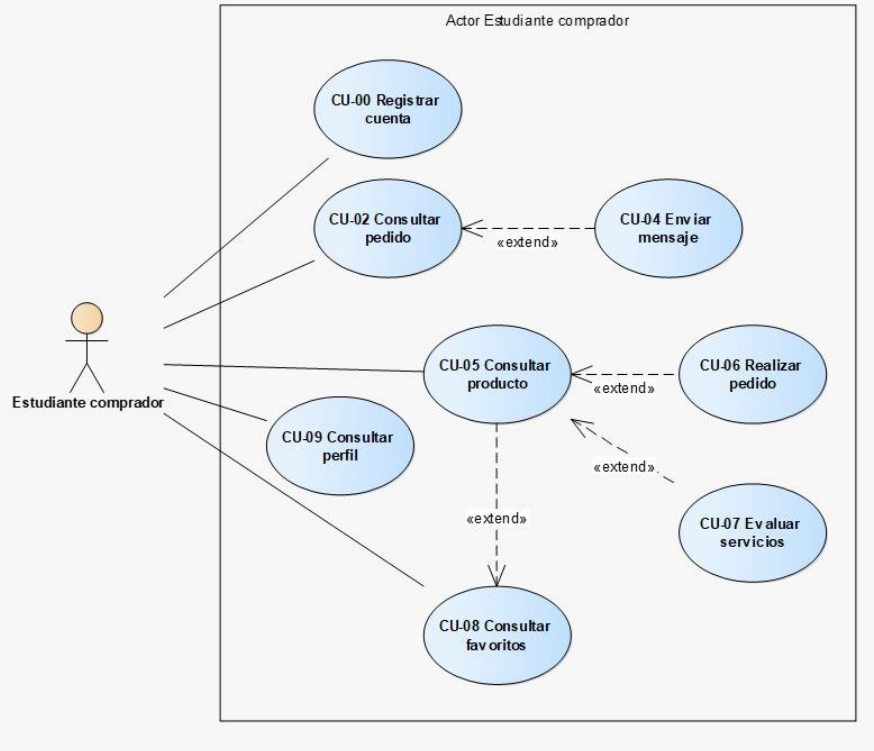 Actor Estudiante comprador
CU-00 Registrar
cuenta
CU-02 Consultar
pedido
«extend»
CU-04 Enviar
mensaje
Estudiante comprador
CU-05 Consultar
producto
«extend»
CU-06 Realizar
pedido
CU-09 Consultar
perfil
«extend»
«extend»
CU-07 Evaluar
servicios
CU-08 Consultar
favoritos